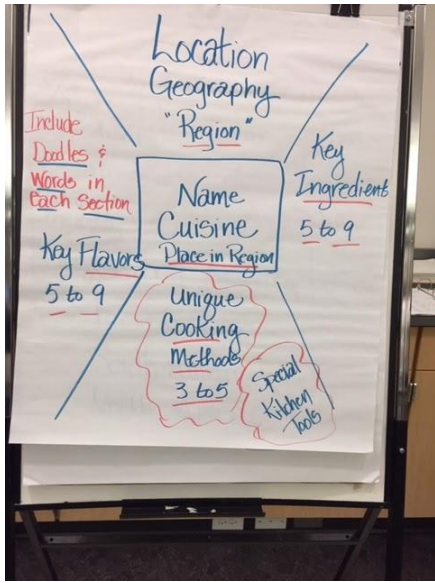 Location
Geography
"Region"
Include
Doodles &
Words in
Each Section
Key
Ingredients
5 to 9
Name
Cuisine
Place in Region
Key Flavors
5 to 9
Unique
Cooking
Methods
3 to 5
Special
Kitchen
Tools